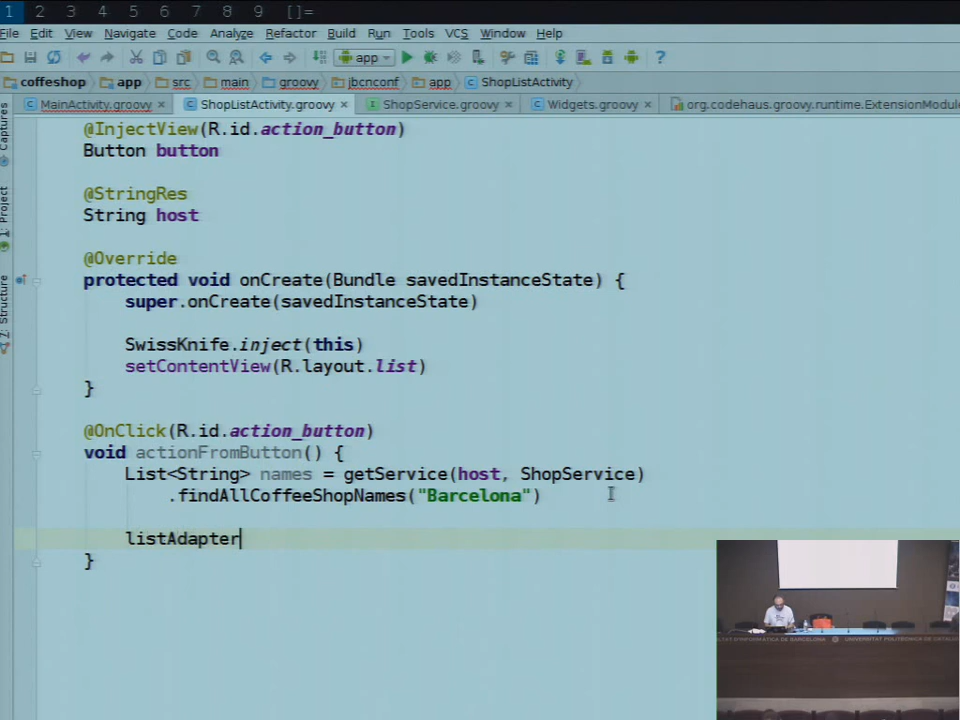 1 2 3 4 5 6 7 8 9 []=
File Edit View Navigate Code Analyze Refactor Build Run Tools VCS Window Help
app
coffeshop app src main groovy jbcnconf app ShopListActivity
MainActivity.groovy ShopListActivity.groovy ShopService.groovy Widgets.groovy org.codehaus.groovy.runtime.ExtensionModule
Captures
1: Project
7: Structure
@InjectView(R.id.action_button)
Button button
@StringRes
String host
@Override
protected void onCreate(Bundle savedInstanceState) {
super.onCreate(savedInstanceState)
SwissKnife.inject(this)
setContentView(R.layout.list)
}
@OnClick(R.id.action_button)
void actionFromButton() {
List<String> names = getService(host, ShopService)
.findAllCoffeeShopNames("Barcelona")
listAdapter
}